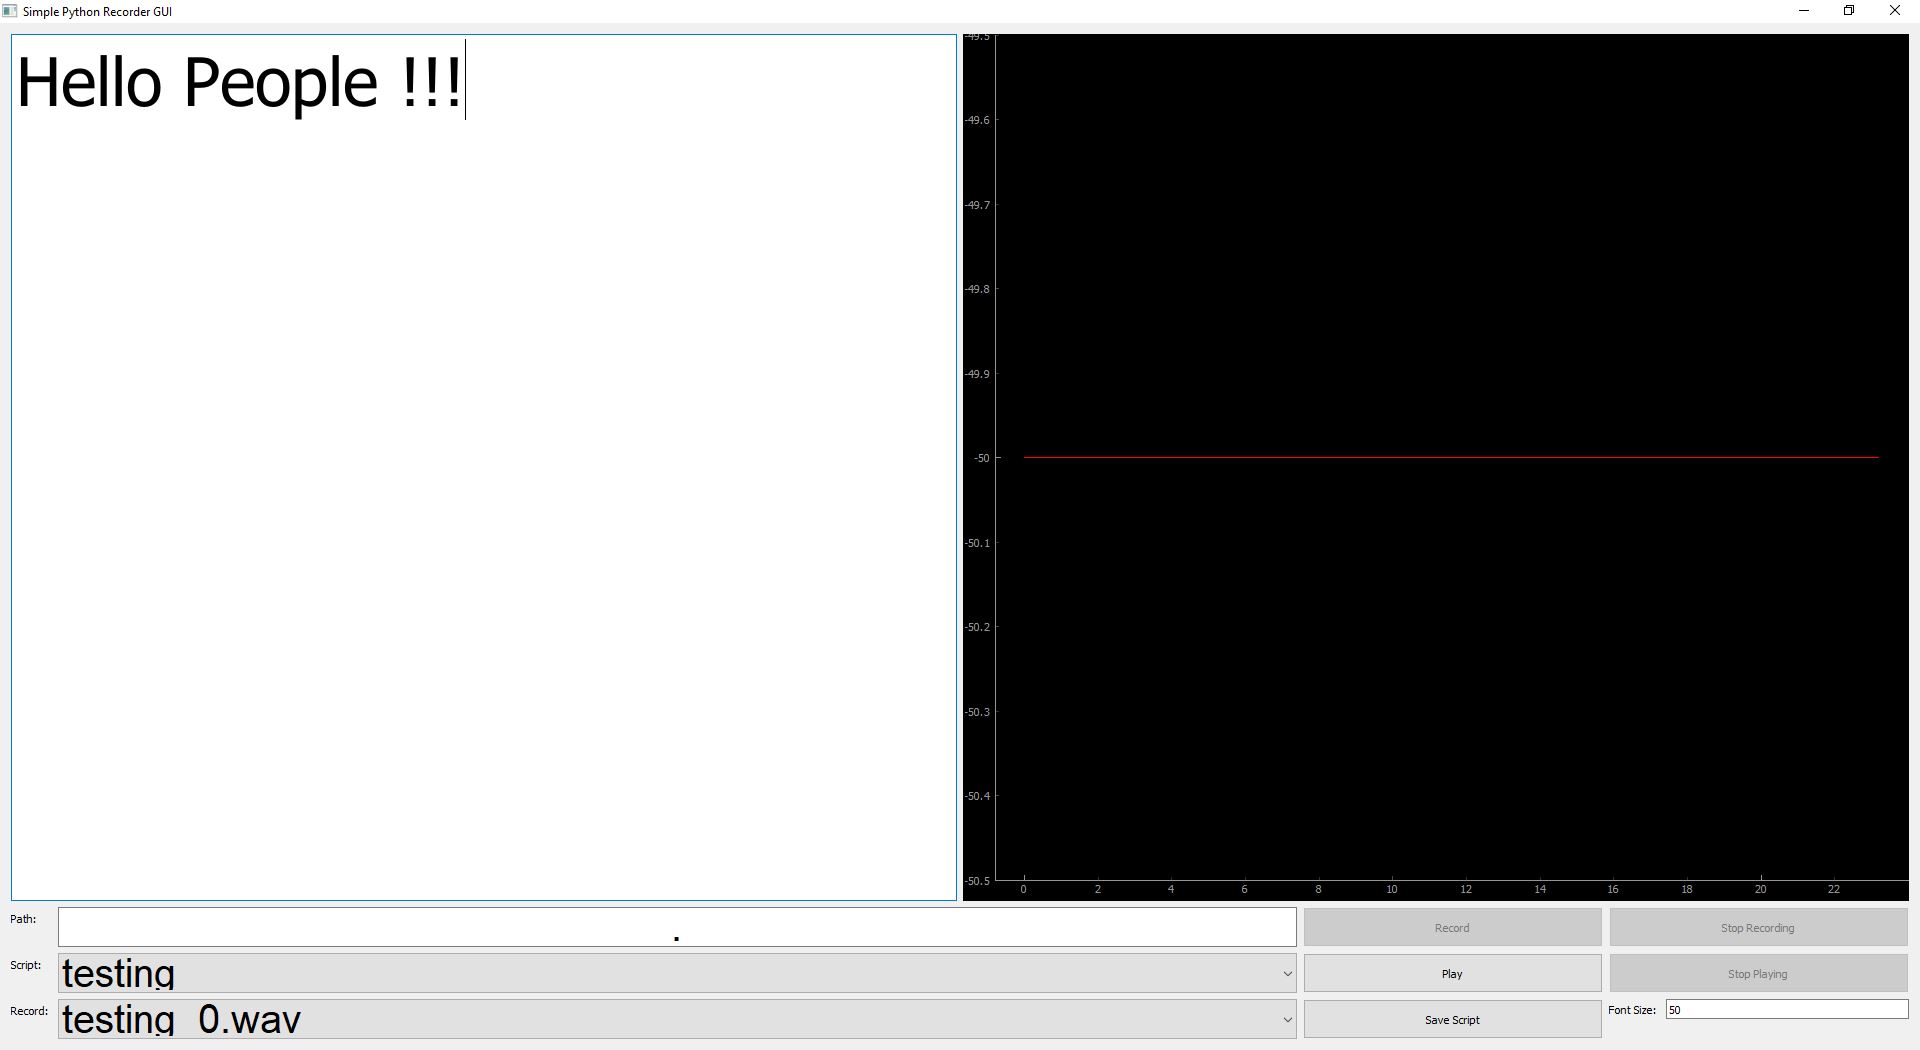 Simple Python Recorder GUI
Hello People !!!
-49.5
-49.6
-49.7
-49.8
-49.9
-50
-50.1
-50.2
-50.3
-50.4
-50.5
0 2 4 6 8 10 12 14 16 18 20 22
Path: . Record Stop Recording
Script: testing Play Stop Playing
Record: testing_0.wav Save Script Font Size: 50